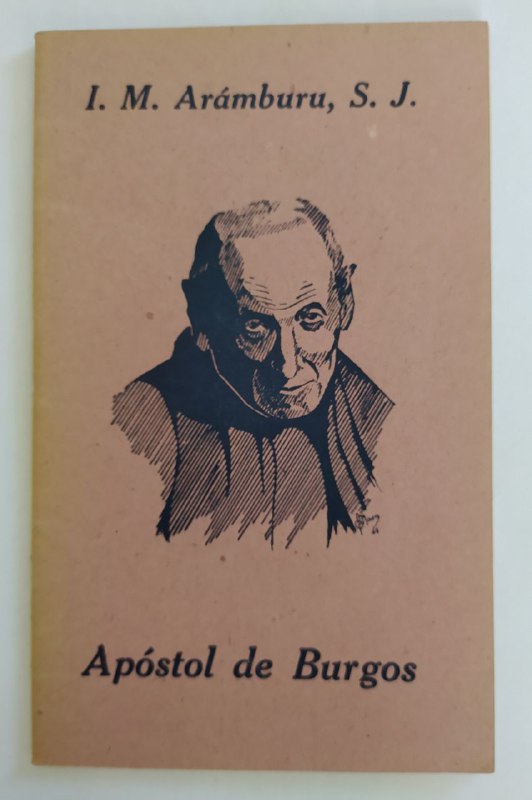 I. M. Arámburu, S. J.
Apóstol de Burgos